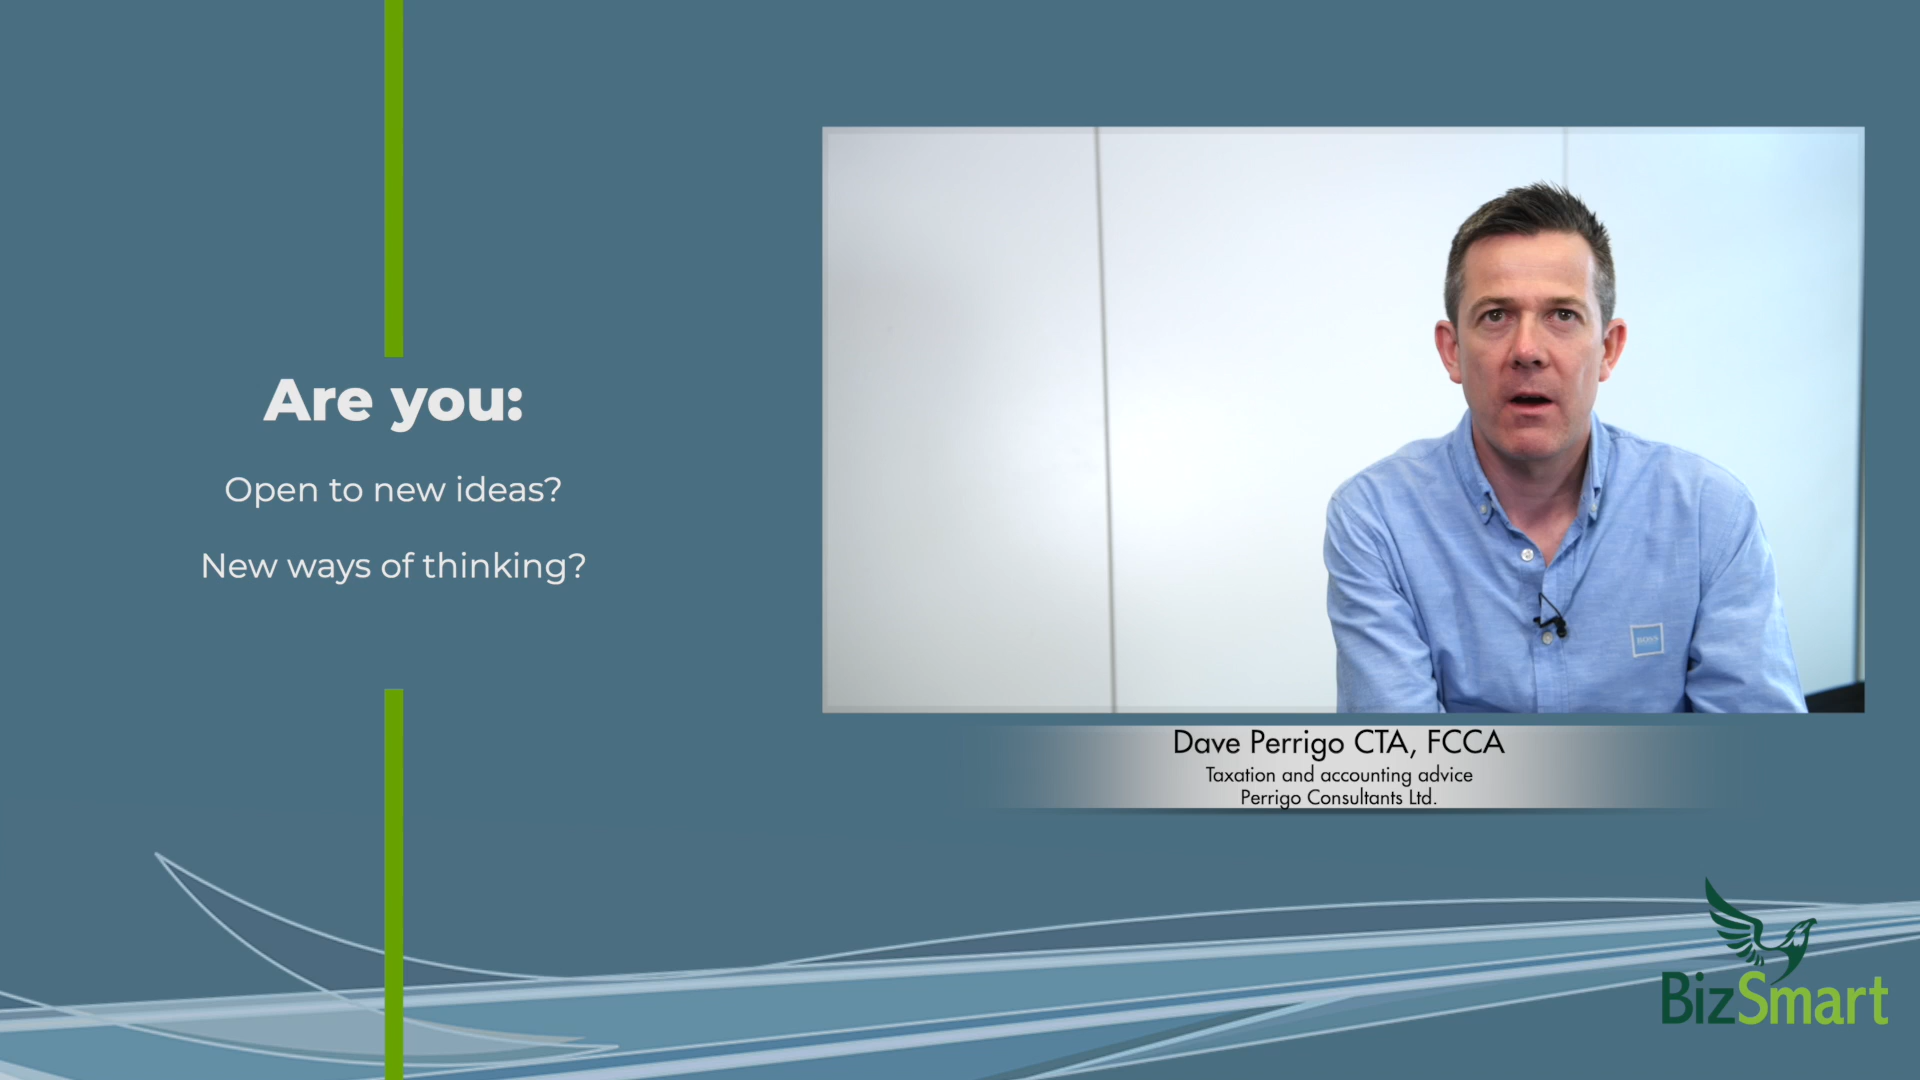 Are you:
Open to new ideas?
New ways of thinking?
BOSS
Dave Perrigo CTA, FCCA
Taxation and accounting advice
Perrigo Consultants Ltd.
BizSmart